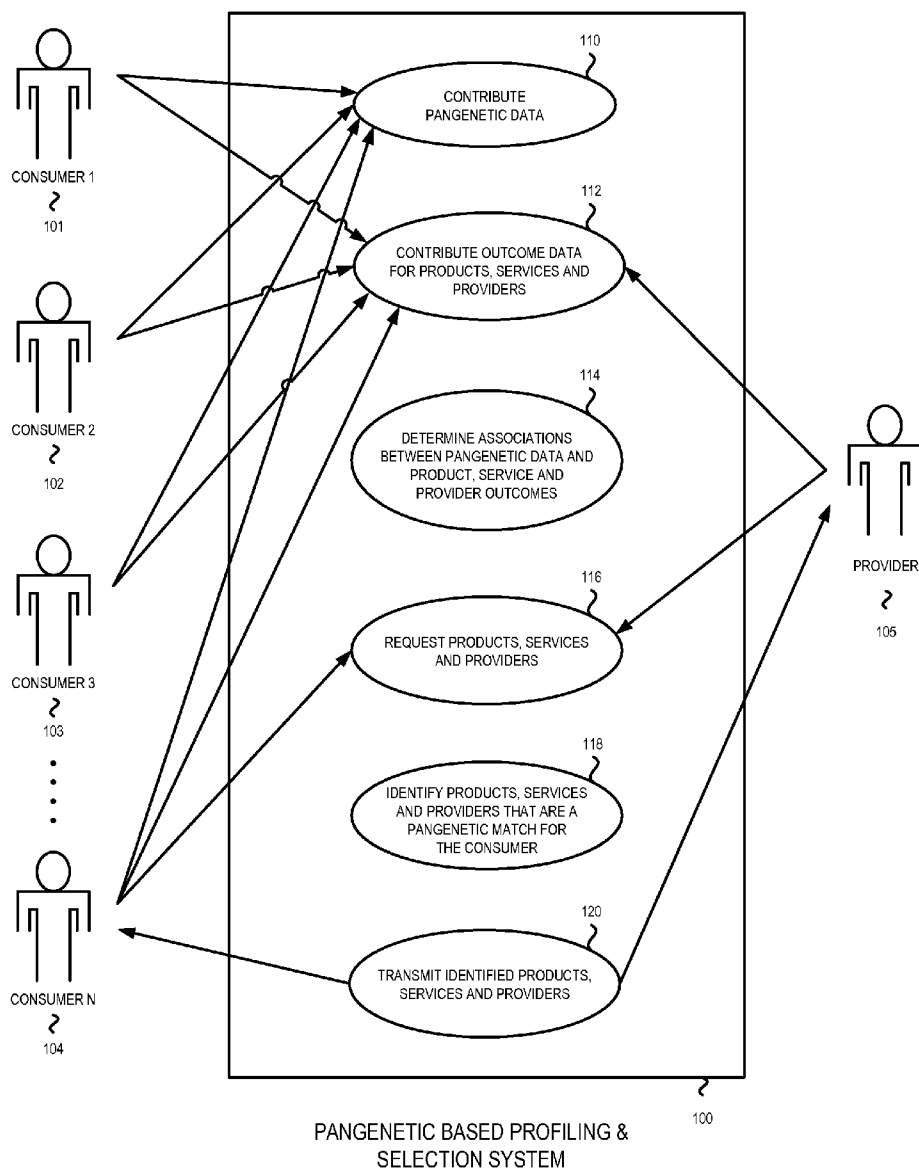 110
CONTRIBUTE
PANGENETIC DATA
CONSUMER 1
101
112
CONTRIBUTE OUTCOME DATA
FOR PRODUCTS, SERVICES AND
PROVIDERS
CONSUMER 2
102
114
DETERMINE ASSOCIATIONS
BETWEEN PANGENETIC DATA AND
PRODUCT, SERVICE AND
PROVIDER OUTCOMES
PROVIDER
105
116
REQUEST PRODUCTS, SERVICES
AND PROVIDERS
CONSUMER 3
103
118
IDENTIFY PRODUCTS, SERVICES
AND PROVIDERS THAT ARE A
PANGENETIC MATCH FOR
THE CONSUMER
120
TRANSMIT IDENTIFIED PRODUCTS,
SERVICES AND PROVIDERS
CONSUMER N
104
100
PANGENETIC BASED PROFILING &
SELECTION SYSTEM